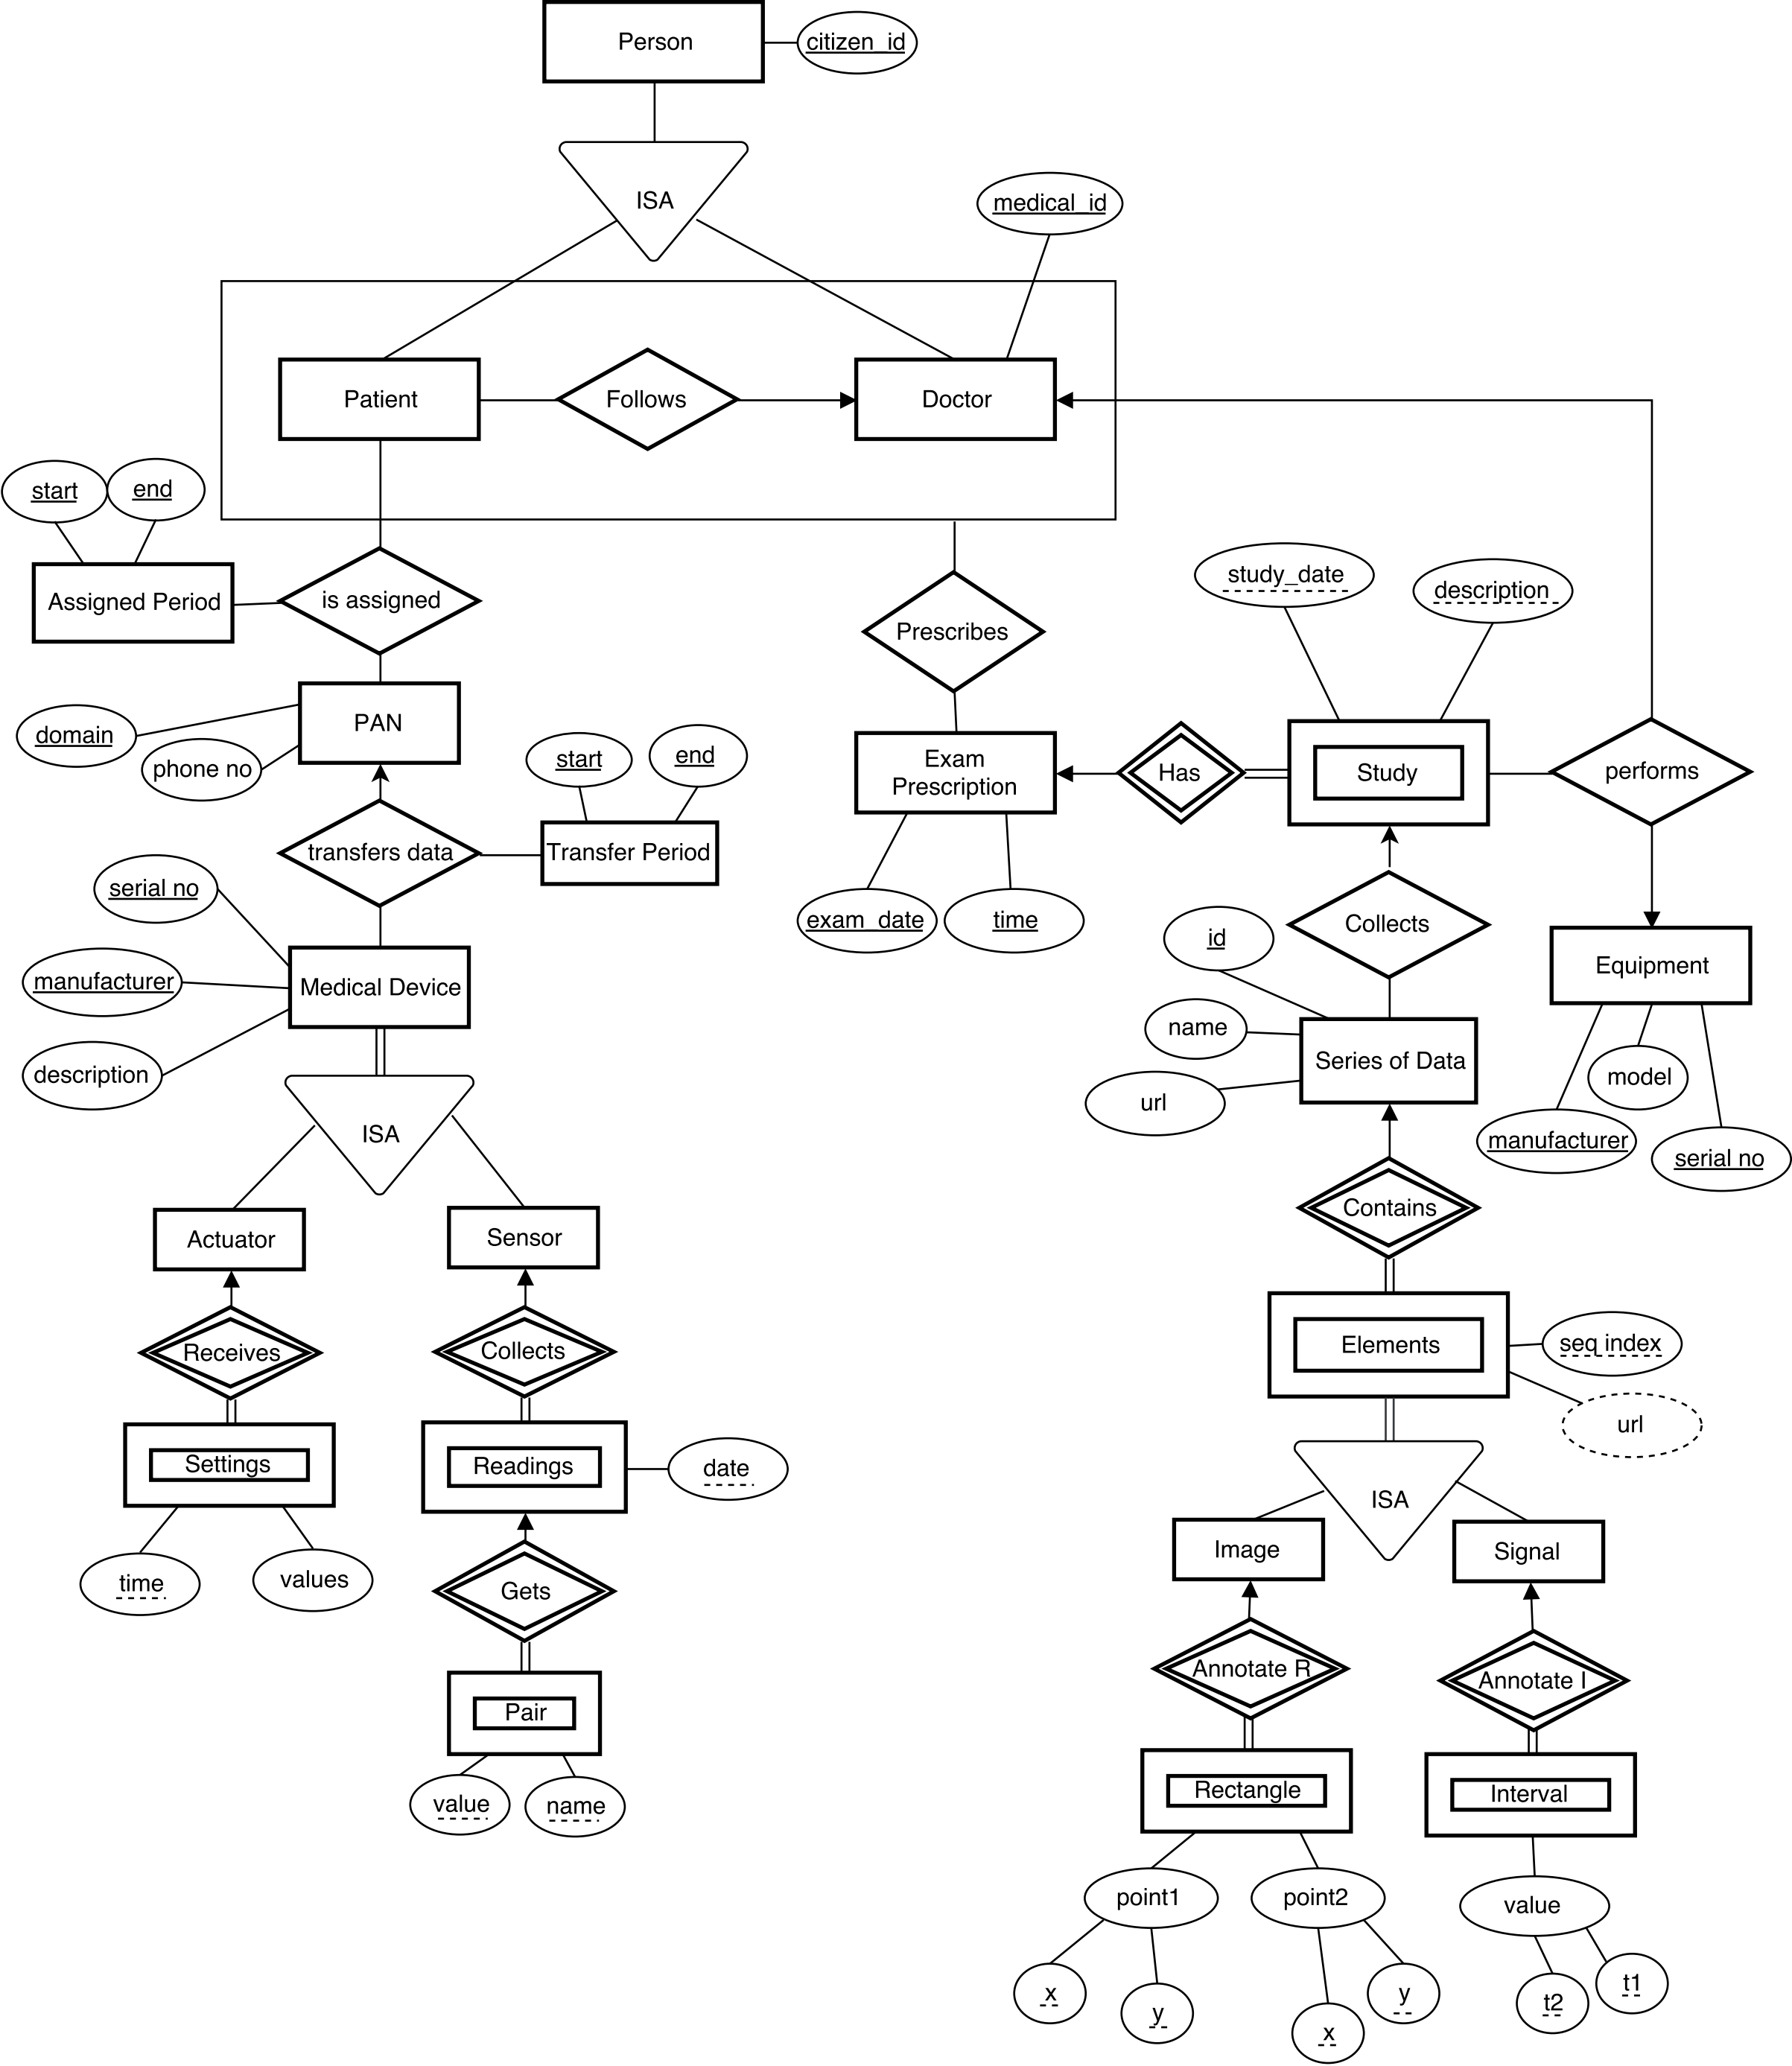 Person
citizen_id
ISA
medical_id
Patient
Follows
Doctor
start
end
Assigned Period
is assigned
Prescribes
study_date
description
domain
phone no
PAN
Exam
Prescription
Has
Study
performs
start
end
transfers data
Transfer Period
serial no
exam_date
time
id
Collects
Equipment
manufacturer
Medical Device
name
description
url
Series of Data
model
manufacturer
serial no
ISA
Actuator
Sensor
Contains
Receives
Collects
Elements
seq index
url
Settings
Readings
date
ISA
Image
Signal
time
values
Gets
Annotate R
Annotate I
Pair
Rectangle
Interval
value
name
point1
point2
value
x
y
x
y
t2
t1